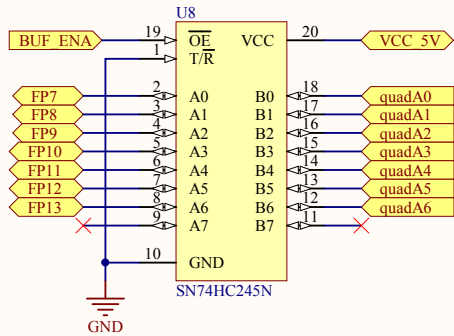 U8
BUF_ENA 19 OE VCC 20 VCC_5V
1 T/R
FP7 2 A0 B0 18 quadA0
FP8 3 A1 B1 17 quadA1
FP9 4 A2 B2 16 quadA2
FP10 5 A3 B3 15 quadA3
FP11 6 A4 B4 14 quadA4
FP12 7 A5 B5 13 quadA5
FP13 8 A6 B6 12 quadA6
9 A7 B7 11
10 GND
SN74HC245N
GND